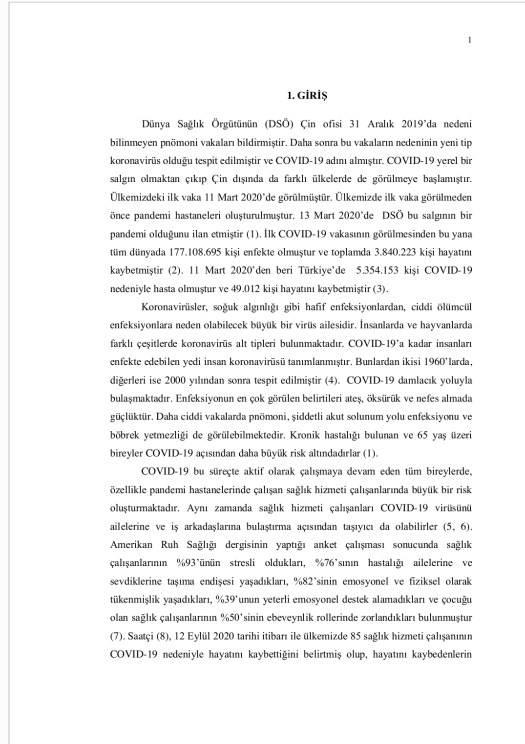 1
1. GİRİŞ
Dünya Sağlık Örgütünün (DSÖ) Çin ofisi 31 Aralık 2019’da nedeni
bilinmeyen pnömoni vakaları bildirmiştir. Daha sonra bu vakaların nedeninin yeni tip
koronavirüs olduğu tespit edilmiştir ve COVID-19 adını almıştır. COVID-19 yerel bir
salgın olmaktan çıkıp Çin dışında da farklı ülkelerde de görülmeye başlamıştır.
Ülkemizdeki ilk vaka 11 Mart 2020’de görülmüştür. Ülkemizde ilk vaka görülmeden
önce pandemi hastaneleri oluşturulmuştur. 13 Mart 2020’de DSÖ bu salgının bir
pandemi olduğunu ilan etmiştir (1). İlk COVID-19 vakasının görülmesinden bu yana
tüm dünyada 177.108.695 kişi enfekte olmuştur ve toplamda 3.840.223 kişi hayatını
kaybetmiştir (2). 11 Mart 2020’den beri Türkiye’de 5.354.153 kişi COVID-19
nedeniyle hasta olmuştur ve 49.012 kişi hayatını kaybetmiştir (3).
Koronavirüsler, soğuk algınlığı gibi hafif enfeksiyonlardan, ciddi ölümcül
enfeksiyonlara neden olabilecek büyük bir virüs ailesidir. İnsanlarda ve hayvanlarda
farklı çeşitlerde koronavirüs alt tipleri bulunmaktadır. COVID-19’a kadar insanları
enfekte edebilen yedi insan koronavirüsü tanımlanmıştır. Bunlardan ikisi 1960’larda,
diğerleri ise 2000 yılından sonra tespit edilmiştir (4). COVID-19 damlacık yoluyla
bulaşmaktadır. Enfeksiyonun en çok görülen belirtileri ateş, öksürük ve nefes almada
güçlüktür. Daha ciddi vakalarda pnömoni, şiddetli akut solunum yolu enfeksiyonu ve
böbrek yetmezliği de görülebilmektedir. Kronik hastalığı bulunan ve 65 yaş üzeri
bireyler COVID-19 açısından daha büyük risk altındadırlar (1).
COVID-19 bu süreçte aktif olarak çalışmaya devam eden tüm bireylerde,
özellikle pandemi hastanelerinde çalışan sağlık hizmeti çalışanlarında büyük bir risk
oluşturmaktadır. Aynı zamanda sağlık hizmeti çalışanları COVID-19 virüsünü
ailelerine ve iş arkadaşlarına bulaştırma açısından taşıyıcı da olabilirler (5, 6).
Amerikan Ruh Sağlığı dergisinin yaptığı anket çalışması sonucunda sağlık
çalışanlarının %93’ünün stresli oldukları, %76’sının hastalığı ailelerine ve
sevdiklerine taşıma endişesi yaşadıkları, %82’sinin emosyonel ve fiziksel olarak
tükenmişlik yaşadıkları, %39’unun yeterli emosyonel destek alamadıkları ve çocuğu
olan sağlık çalışanlarının %50’sinin ebeveynlik rollerinde zorlandıkları bulunmuştur
(7). Saatçi (8), 12 Eylül 2020 tarihi itibarı ile ülkemizde 85 sağlık hizmeti çalışanının
COVID-19 nedeniyle hayatını kaybettiğini belirtmiş olup, hayatını kaybedenlerin